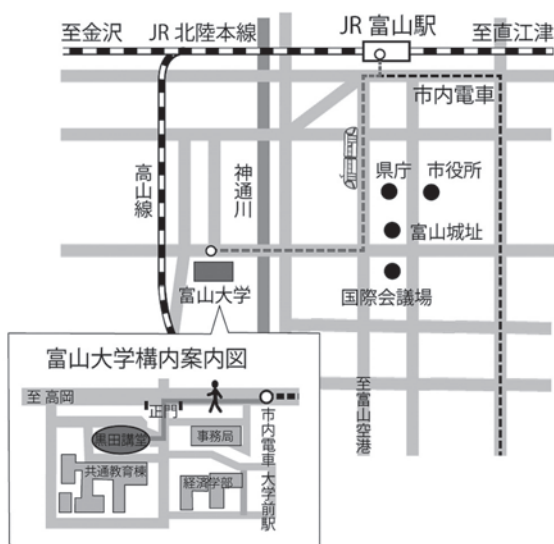 至金沢
JR 北陸本線
JR 富山駅
至直江津
市内電車
高山線
神通川
県庁
市役所
富山城址
国際会議場
富山大学
至富山空港
富山大学構内案内図
至 高岡
正門
黒田講堂
事務局
共通教育棟
経済学部
市内電車 大学前駅